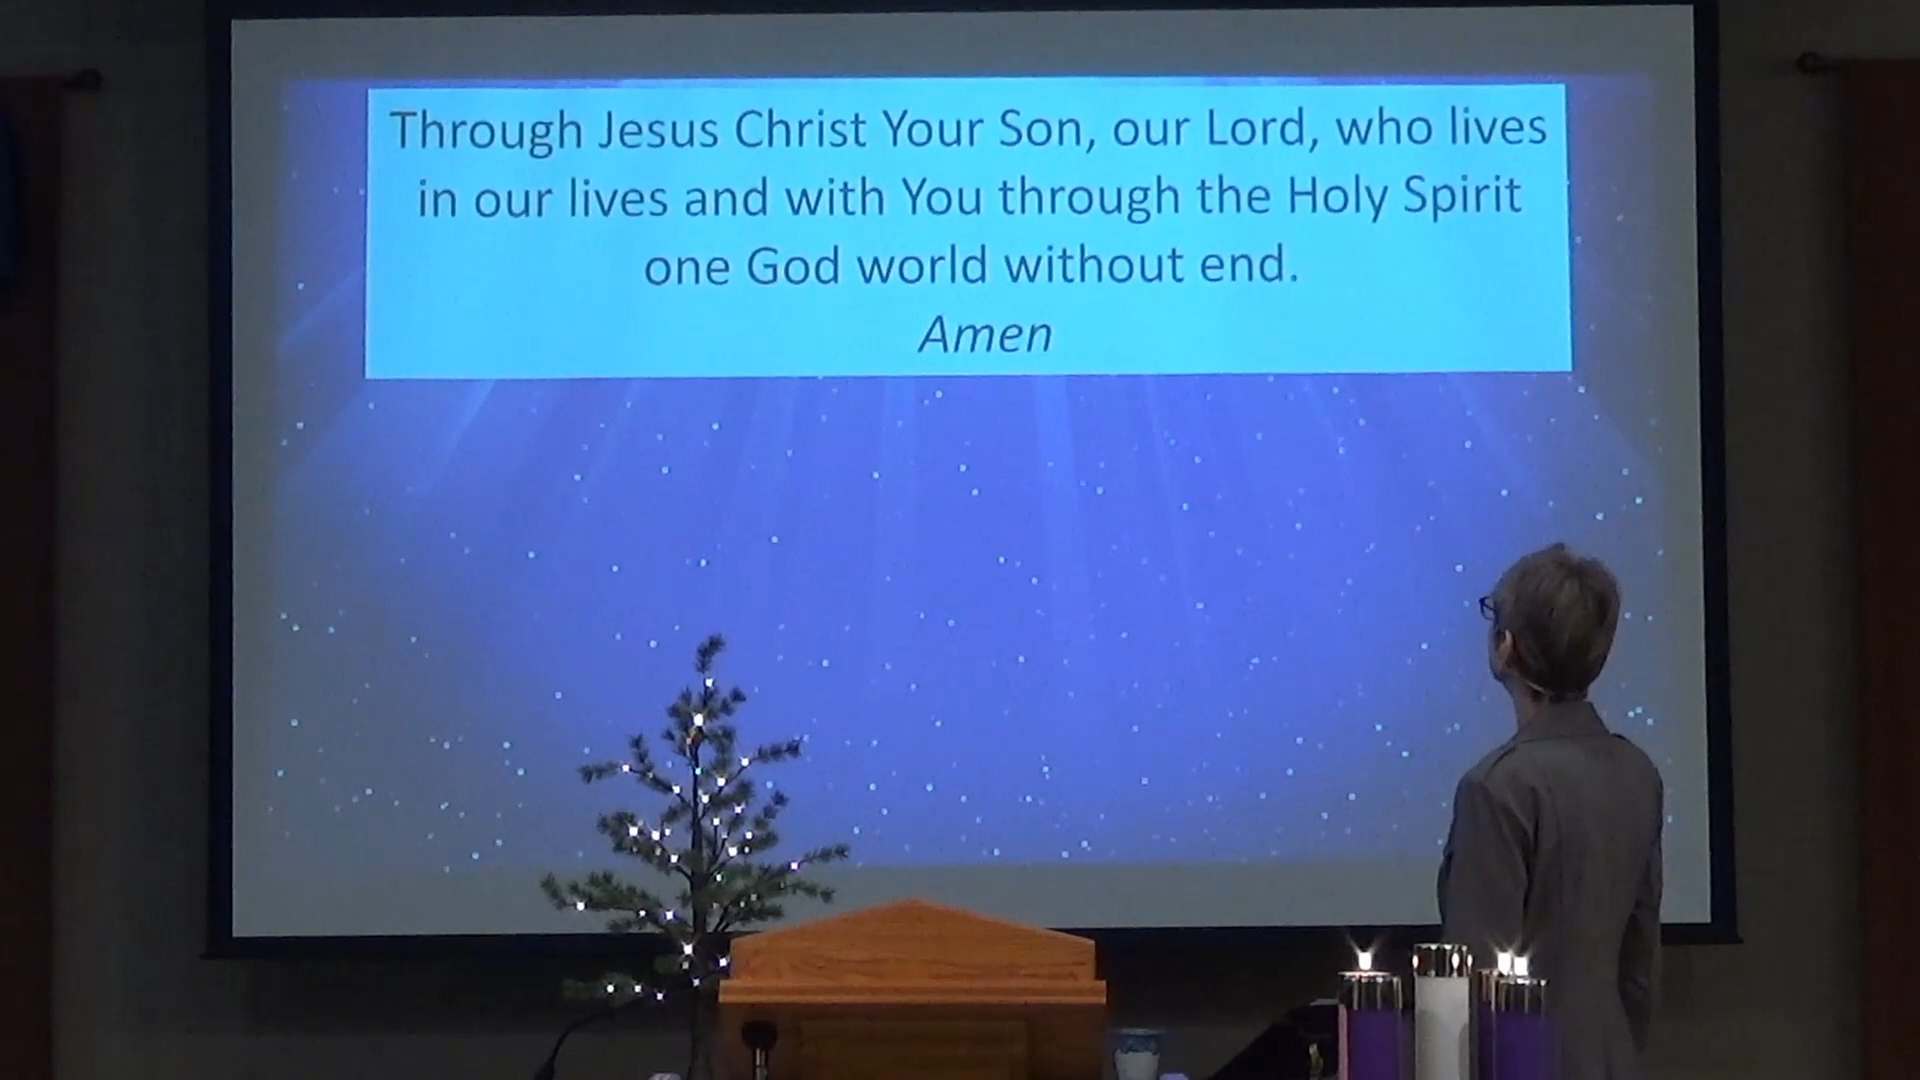 Through Jesus Christ Your Son, our Lord, who lives
in our lives and with You through the Holy Spirit
one God world without end.
Amen